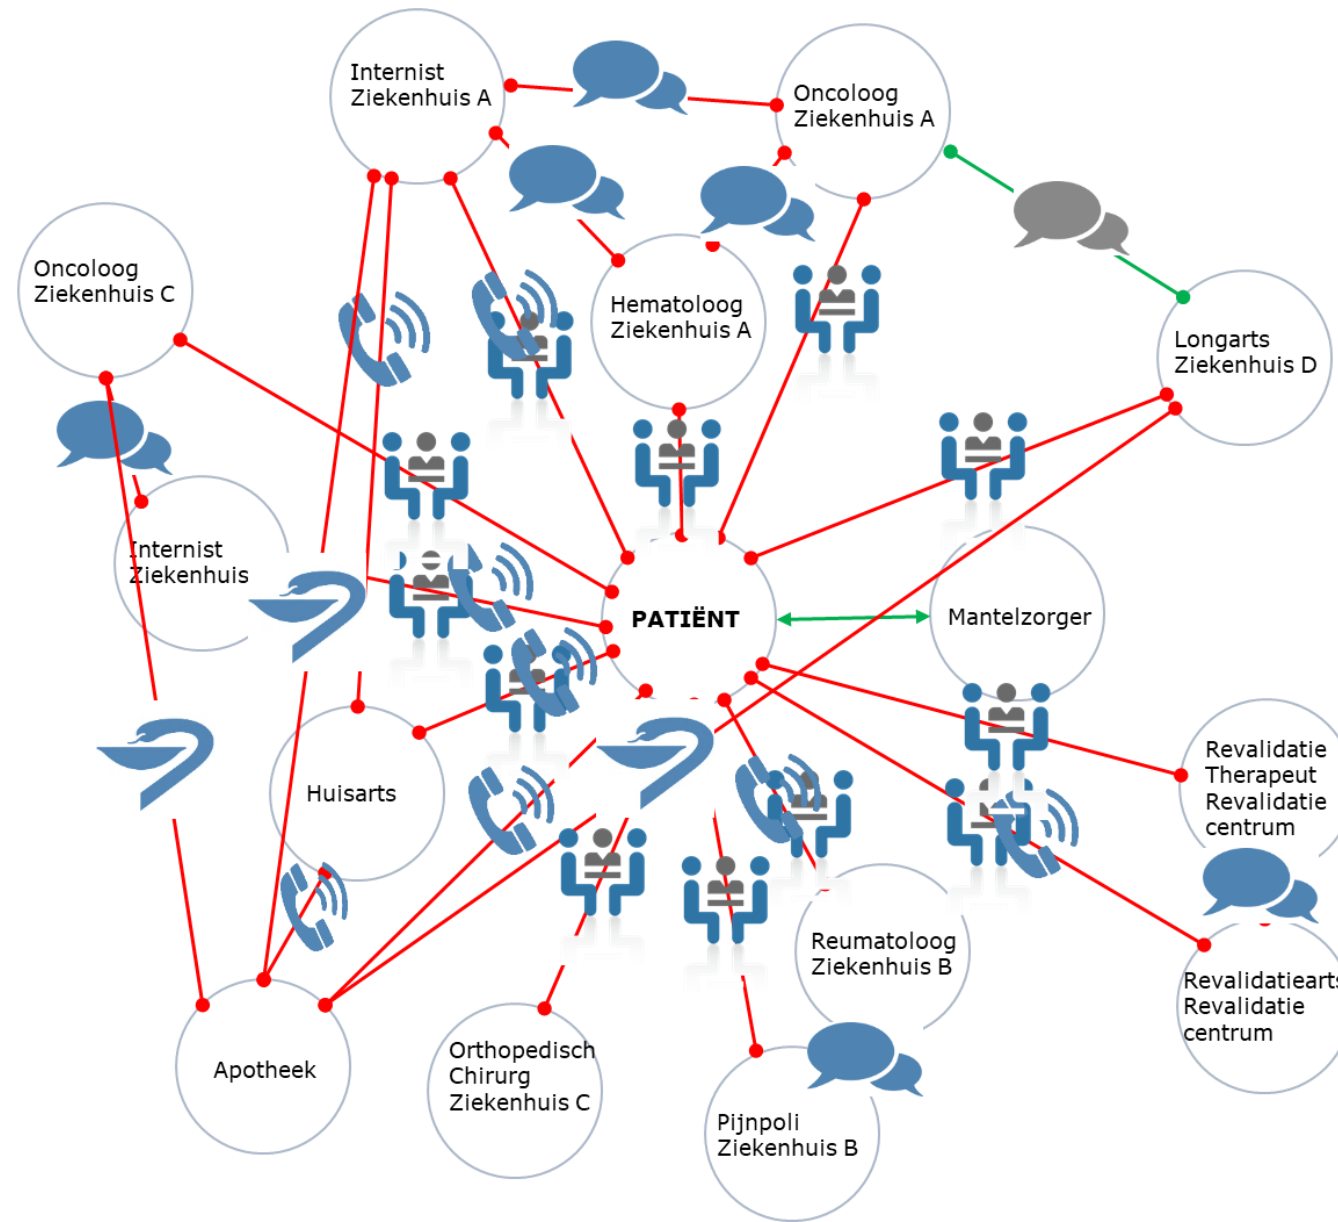 Internist
Ziekenhuis A
Oncoloog
Ziekenhuis A
Oncoloog
Ziekenhuis C
Hematoloog
Ziekenhuis A
Longarts
Ziekenhuis D
Internist
Ziekenhuis
PATIËNT
Mantelzorger
Huisarts
Revalidatie
Therapeut
Revalidatie
centrum
Reumatoloog
Ziekenhuis B
Revalidatiearts
Revalidatie
centrum
Apotheek
Orthopedisch
Chirurg
Ziekenhuis C
Pijnpoli
Ziekenhuis B